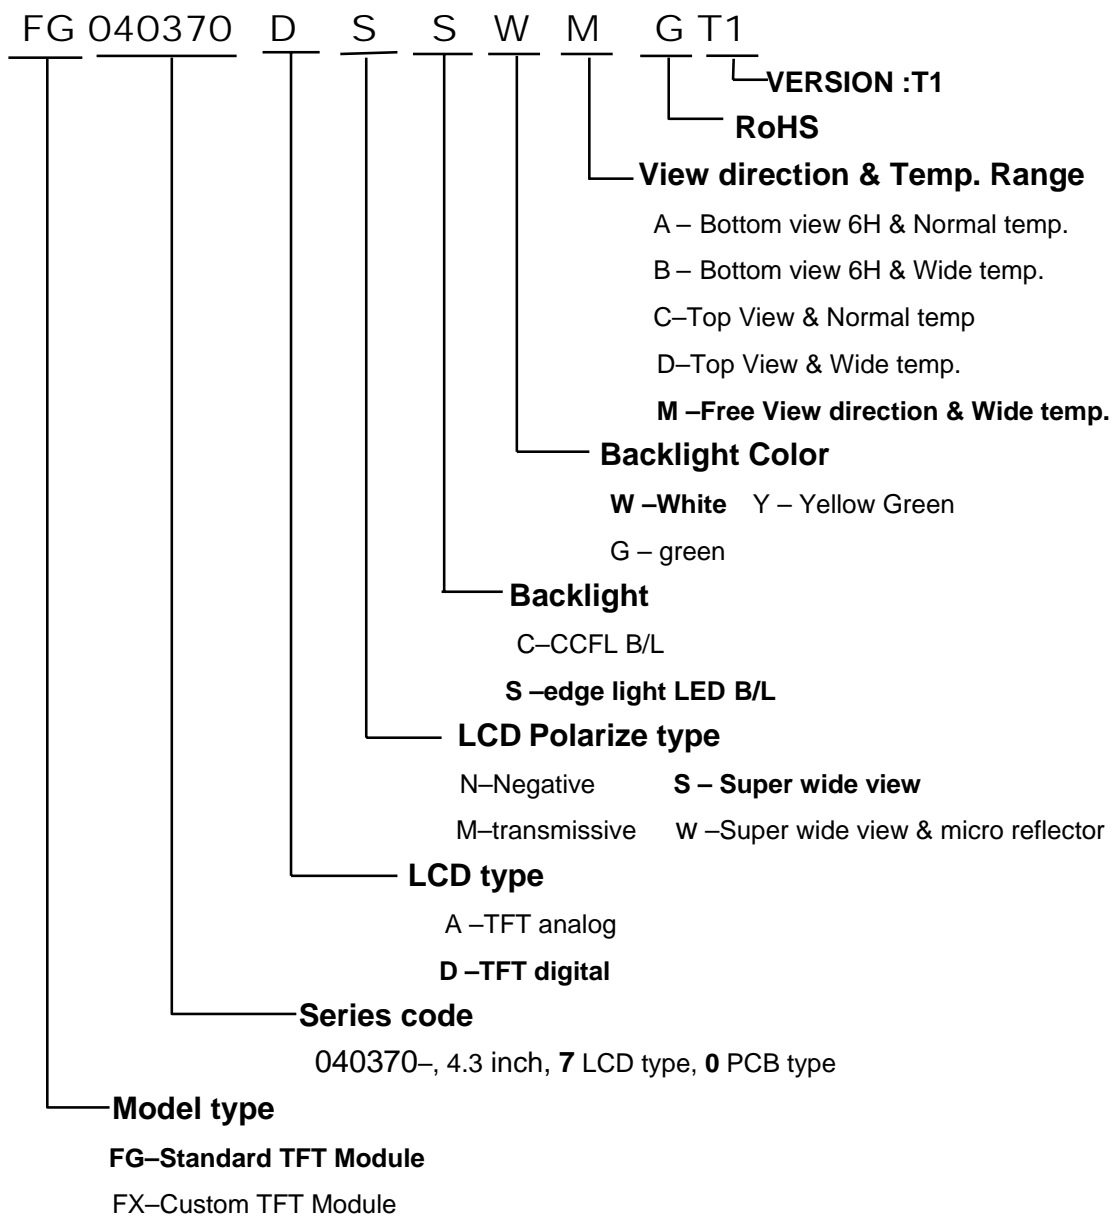 FG 040370 D S S W M G T1
VERSION :T1
RoHS
View direction & Temp. Range
A – Bottom view 6H & Normal temp.
B – Bottom view 6H & Wide temp.
C–Top View & Normal temp
D–Top View & Wide temp.
M –Free View direction & Wide temp.
Backlight Color
W –White Y – Yellow Green
G – green
Backlight
C–CCFL B/L
S –edge light LED B/L
LCD Polarize type
N–Negative S – Super wide view
M–transmissive W –Super wide view & micro reflector
LCD type
A –TFT analog
D –TFT digital
Series code
040370–, 4.3 inch, 7 LCD type, 0 PCB type
Model type
FG–Standard TFT Module
FX–Custom TFT Module